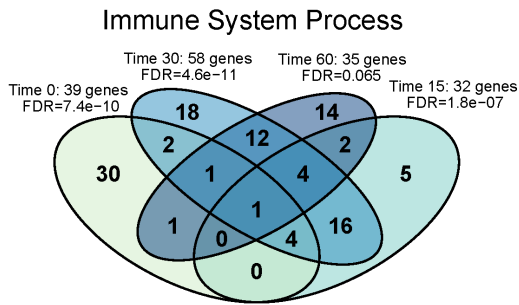 Immune System Process
Time 30: 58 genes
FDR=4.6e−11
Time 60: 35 genes
FDR=0.065
Time 0: 39 genes
FDR=7.4e−10
Time 15: 32 genes
FDR=1.8e−07
18
14
12
2
2
30
1
4
5
1
1
0
4
16
0